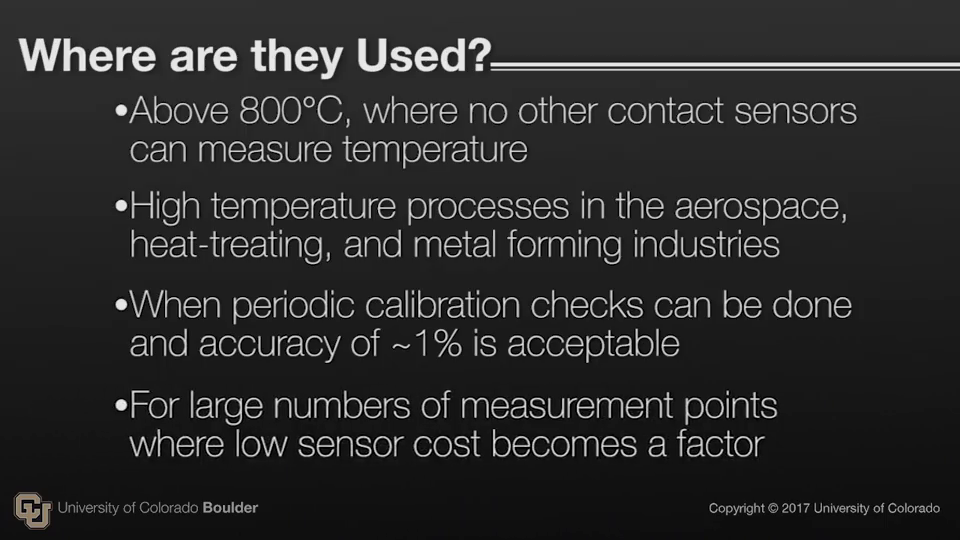 Where are they Used?
•Above 800°C, where no other contact sensors
can measure temperature
•High temperature processes in the aerospace,
heat-treating, and metal forming industries
•When periodic calibration checks can be done
and accuracy of ~1% is acceptable
•For large numbers of measurement points
where low sensor cost becomes a factor
CU University of Colorado Boulder
Copyright © 2017 University of Colorado